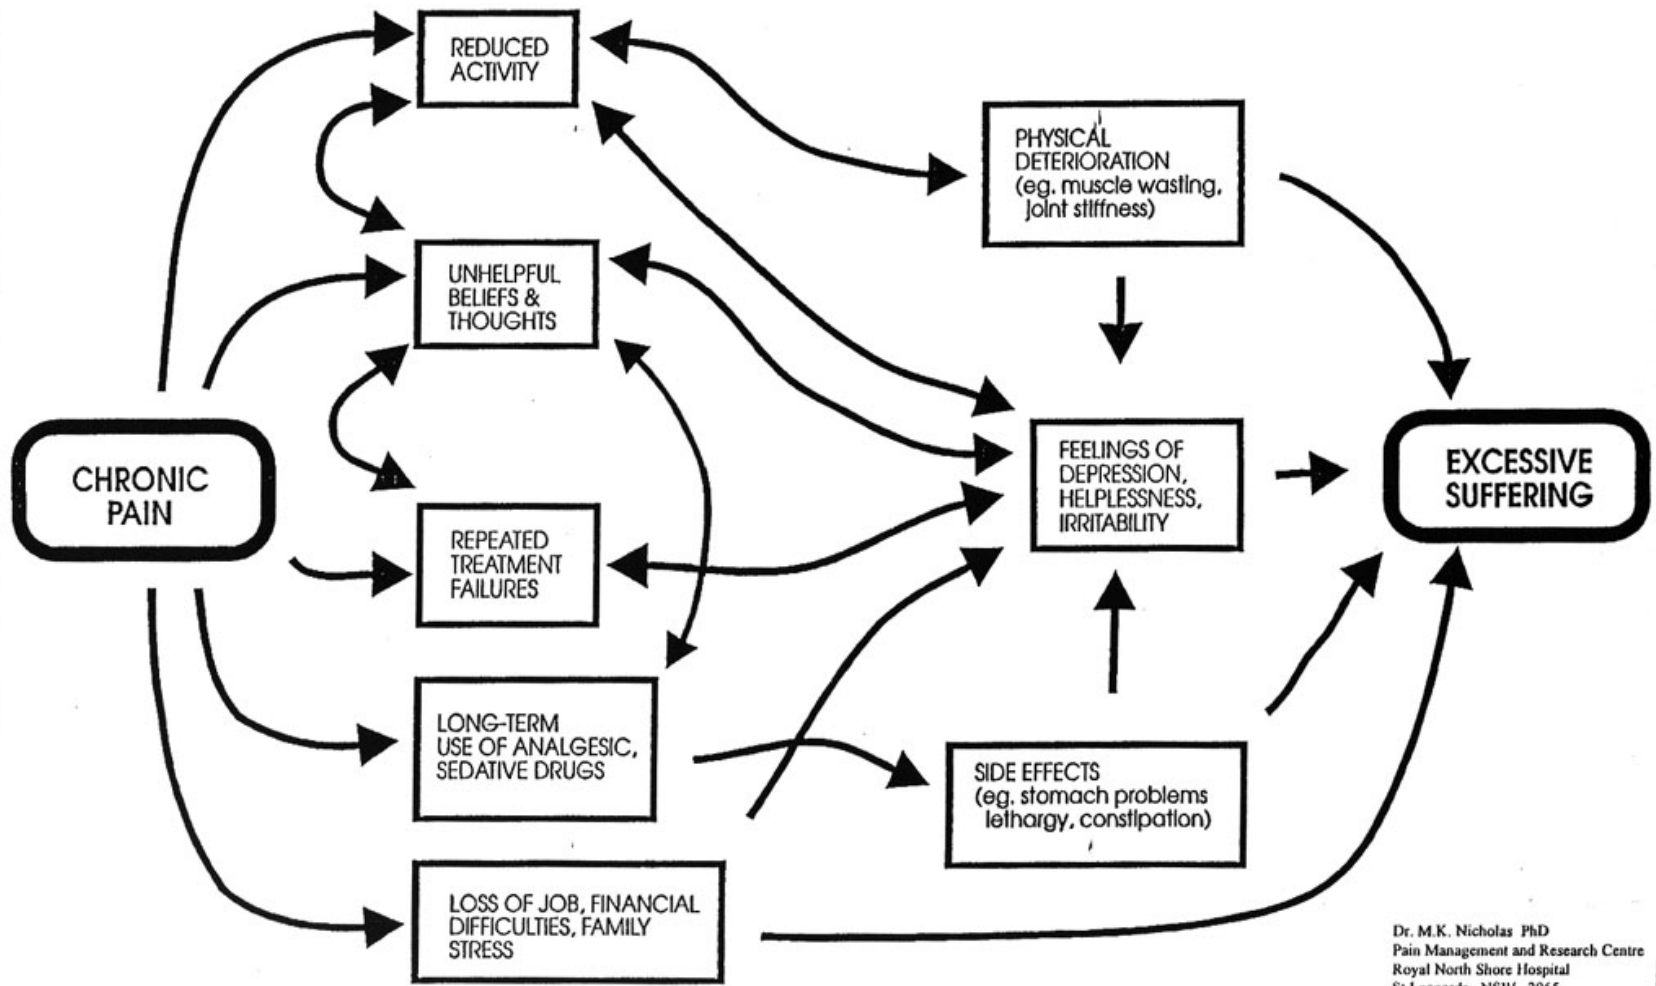 REDUCED
ACTIVITY
PHYSICAL
DETERIORATION
(eg. muscle wasting,
joint stiffness)
UNHELPFUL
BELIEFS &
THOUGHTS
CHRONIC
PAIN
FEELINGS OF
DEPRESSION,
HELPLESSNESS,
IRRITABILITY
EXCESSIVE
SUFFERING
REPEATED
TREATMENT
FAILURES
LONG-TERM
USE OF ANALGESIC,
SEDATIVE DRUGS
SIDE EFFECTS
(eg. stomach problems
lethargy, constipation)
LOSS OF JOB, FINANCIAL
DIFFICULTIES, FAMILY
STRESS
Dr. M.K. Nicholas PhD
Pain Management and Research Centre
Royal North Shore Hospital